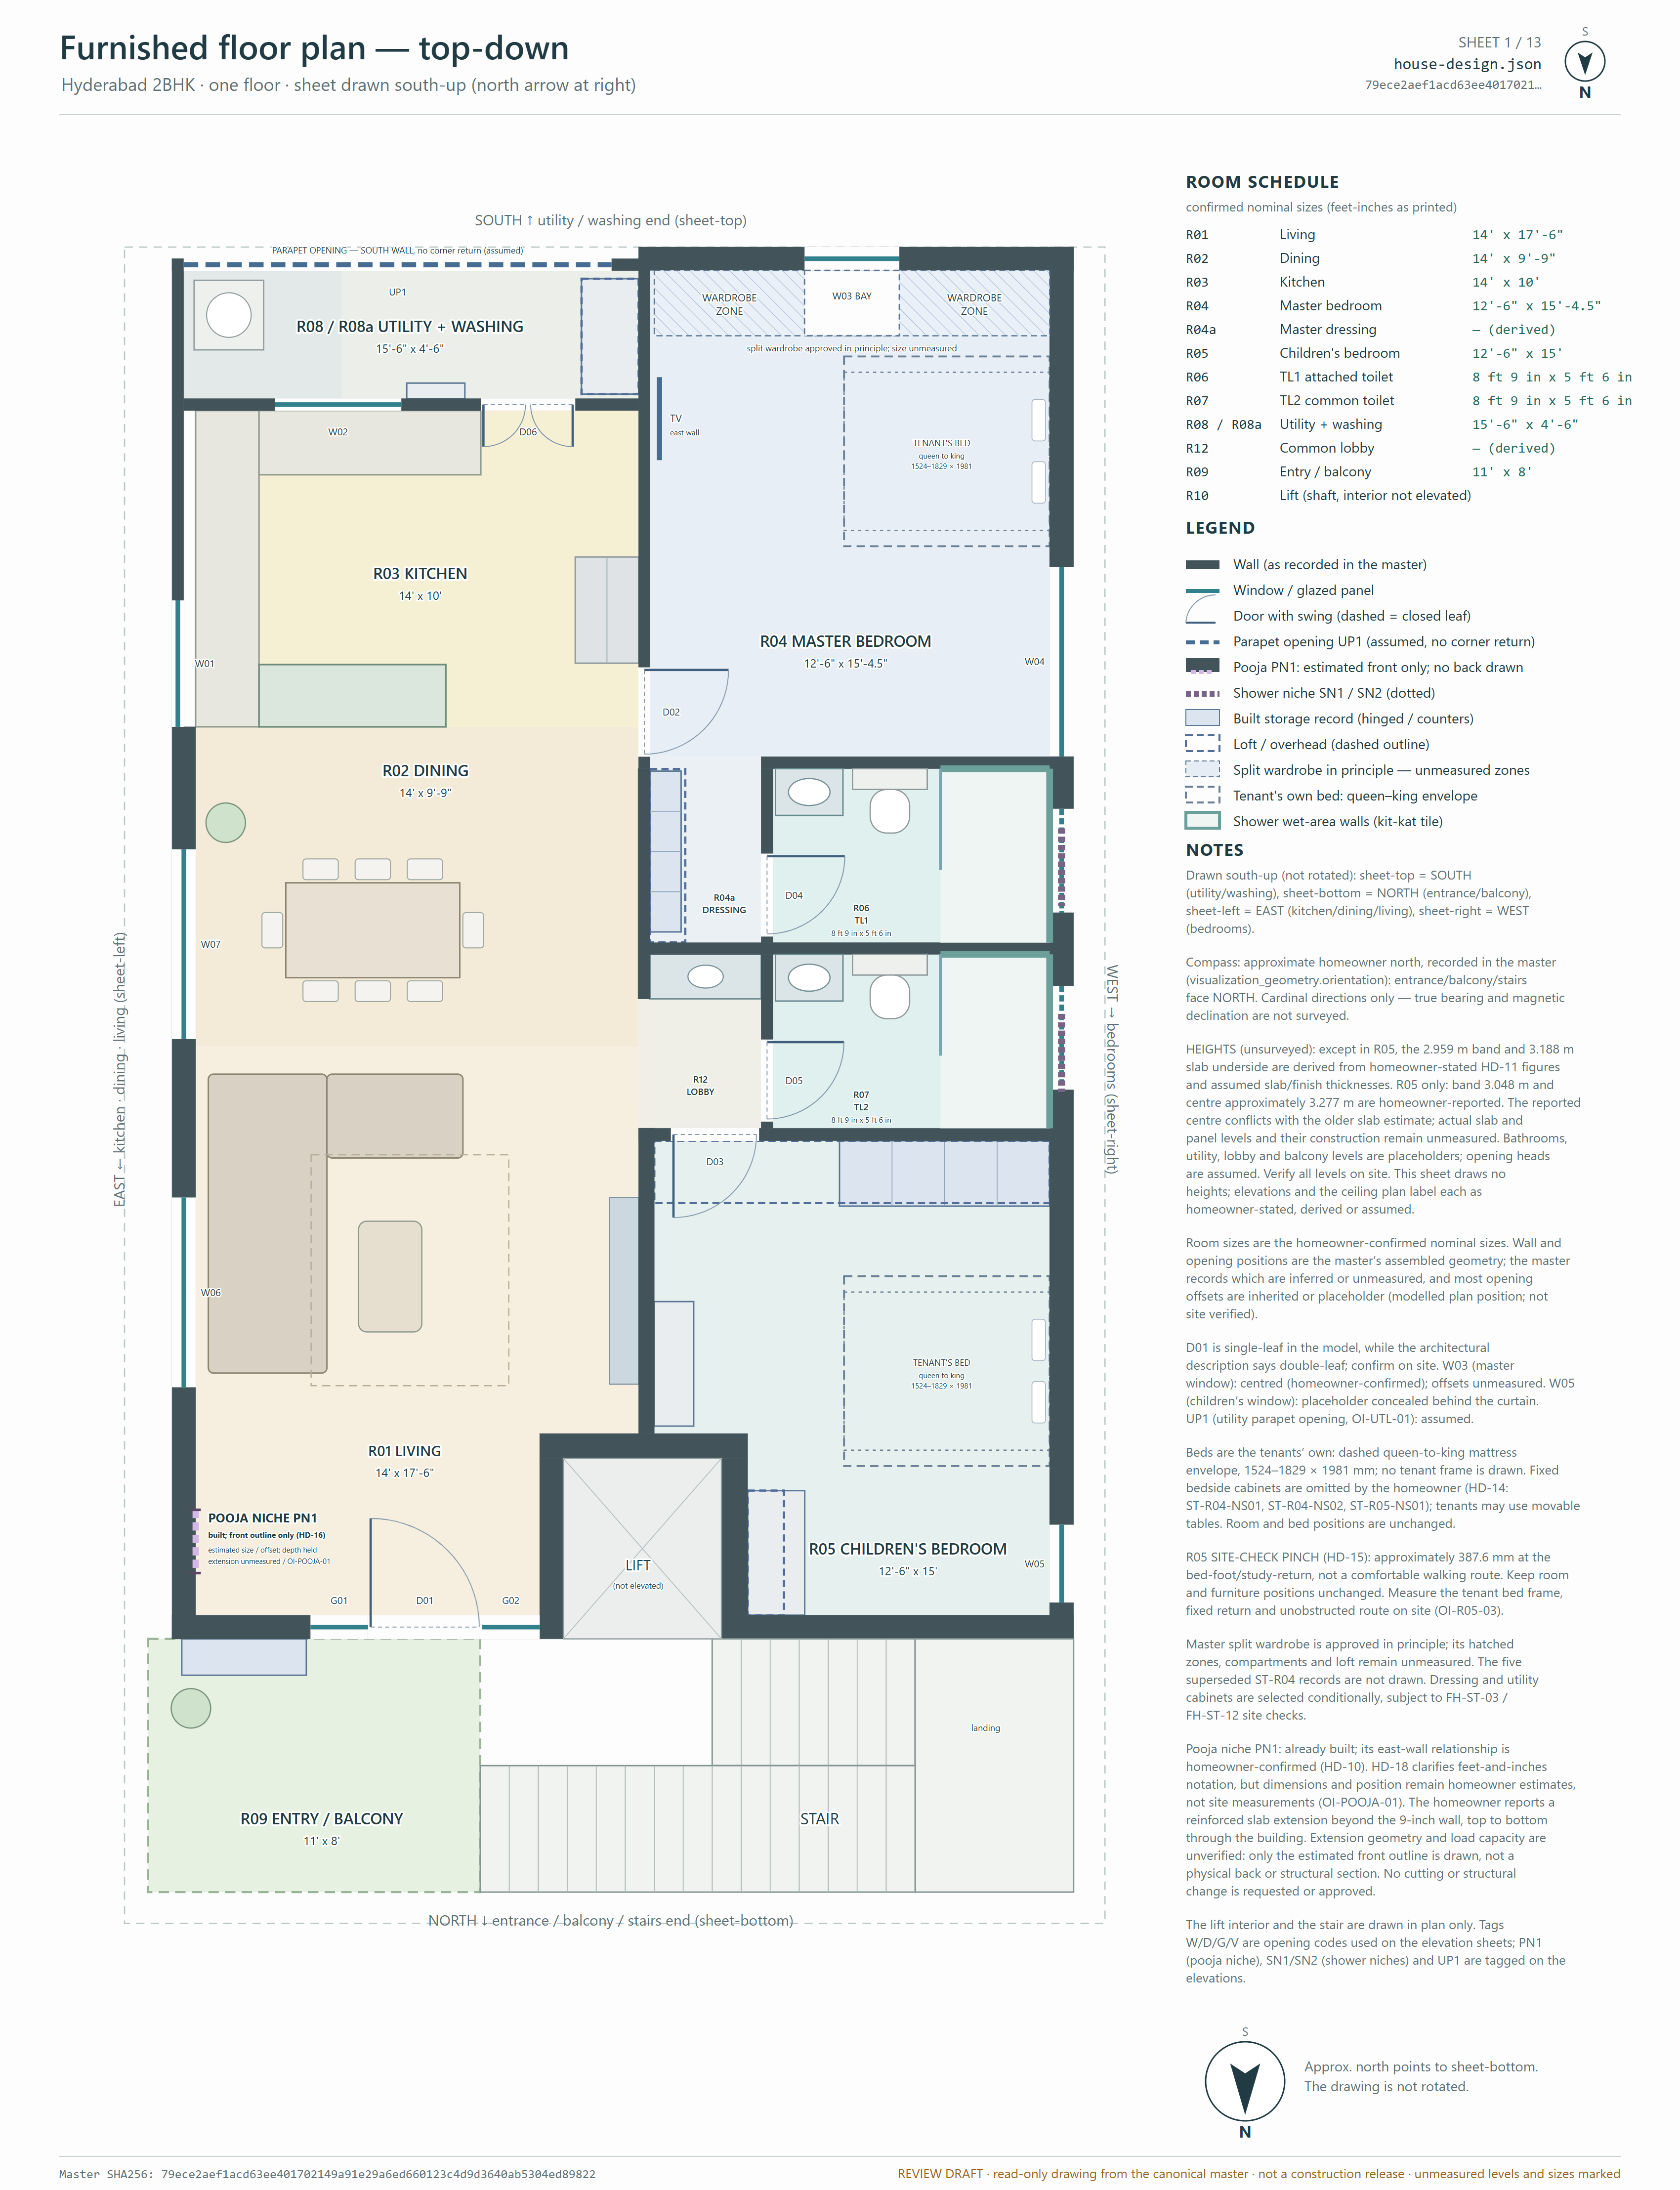 Furnished floor plan — top-down
Hyderabad 2BHK · one floor · sheet drawn south-up (north arrow at right)
SHEET 1 / 13
house-design.json
79ece2aef1acd63ee4017021…
S
N
SOUTH ↑ utility / washing end (sheet-top)
PARAPET OPENING — SOUTH WALL, no corner return (assumed)
UP1
R08 / R08a UTILITY + WASHING
15'-6" x 4'-6"
WARDROBE
ZONE
W03 BAY
WARDROBE
ZONE
split wardrobe approved in principle; size unmeasured
TV
east wall
W02
D06
TENANT'S BED
queen to king
1524–1829 × 1981
R03 KITCHEN
14' x 10'
R04 MASTER BEDROOM
12'-6" x 15'-4.5"
W01
W04
D02
R02 DINING
14' x 9'-9"
R04a
DRESSING
D04
R06
TL1
8 ft 9 in x 5 ft 6 in
W07
R12
LOBBY
D05
R07
TL2
8 ft 9 in x 5 ft 6 in
EAST ← kitchen · dining · living (sheet-left)
WEST → bedrooms (sheet-right)
D03
W06
TENANT'S BED
queen to king
1524–1829 × 1981
R01 LIVING
14' x 17'-6"
POOJA NICHE PN1
built; front outline only (HD-16)
estimated size / offset; depth held
extension unmeasured / OI-POOJA-01
LIFT
(not elevated)
R05 CHILDREN'S BEDROOM
12'-6" x 15'
W05
G01
D01
G02
landing
R09 ENTRY / BALCONY
11' x 8'
STAIR
NORTH ↓ entrance / balcony / stairs end (sheet-bottom)
ROOM SCHEDULE
confirmed nominal sizes (feet-inches as printed)
R01 Living 14' x 17'-6"
R02 Dining 14' x 9'-9"
R03 Kitchen 14' x 10'
R04 Master bedroom 12'-6" x 15'-4.5"
R04a Master dressing — (derived)
R05 Children's bedroom 12'-6" x 15'
R06 TL1 attached toilet 8 ft 9 in x 5 ft 6 in
R07 TL2 common toilet 8 ft 9 in x 5 ft 6 in
R08 / R08a Utility + washing 15'-6" x 4'-6"
R12 Common lobby — (derived)
R09 Entry / balcony 11' x 8'
R10 Lift (shaft, interior not elevated)
LEGEND
Wall (as recorded in the master)
Window / glazed panel
Door with swing (dashed = closed leaf)
Parapet opening UP1 (assumed, no corner return)
Pooja PN1: estimated front only; no back drawn
Shower niche SN1 / SN2 (dotted)
Built storage record (hinged / counters)
Loft / overhead (dashed outline)
Split wardrobe in principle — unmeasured zones
Tenant's own bed: queen–king envelope
Shower wet-area walls (kit-kat tile)
NOTES
Drawn south-up (not rotated): sheet-top = SOUTH
(utility/washing), sheet-bottom = NORTH (entrance/balcony),
sheet-left = EAST (kitchen/dining/living), sheet-right = WEST
(bedrooms).
Compass: approximate homeowner north, recorded in the master
(visualization_geometry.orientation): entrance/balcony/stairs
face NORTH. Cardinal directions only — true bearing and magnetic
declination are not surveyed.
HEIGHTS (unsurveyed): except in R05, the 2.959 m band and 3.188 m
slab underside are derived from homeowner-stated HD-11 figures
and assumed slab/finish thicknesses. R05 only: band 3.048 m and
centre approximately 3.277 m are homeowner-reported. The reported
centre conflicts with the older slab estimate; actual slab and
panel levels and their construction remain unmeasured. Bathrooms,
utility, lobby and balcony levels are placeholders; opening heads
are assumed. Verify all levels on site. This sheet draws no
heights; elevations and the ceiling plan label each as
homeowner-stated, derived or assumed.
Room sizes are the homeowner-confirmed nominal sizes. Wall and
opening positions are the master's assembled geometry; the master
records which are inferred or unmeasured, and most opening
offsets are inherited or placeholder (modelled plan position; not
site verified).
D01 is single-leaf in the model, while the architectural
description says double-leaf; confirm on site. W03 (master
window): centred (homeowner-confirmed); offsets unmeasured. W05
(children's window): placeholder concealed behind the curtain.
UP1 (utility parapet opening, OI-UTL-01): assumed.
Beds are the tenants' own: dashed queen-to-king mattress
envelope, 1524–1829 × 1981 mm; no tenant frame is drawn. Fixed
bedside cabinets are omitted by the homeowner (HD-14:
ST-R04-NS01, ST-R04-NS02, ST-R05-NS01); tenants may use movable
tables. Room and bed positions are unchanged.
R05 SITE-CHECK PINCH (HD-15): approximately 387.6 mm at the
bed-foot/study-return, not a comfortable walking route. Keep room
and furniture positions unchanged. Measure the tenant bed frame,
fixed return and unobstructed route on site (OI-R05-03).
Master split wardrobe is approved in principle; its hatched
zones, compartments and loft remain unmeasured. The five
superseded ST-R04 records are not drawn. Dressing and utility
cabinets are selected conditionally, subject to FH-ST-03 /
FH-ST-12 site checks.
Pooja niche PN1: already built; its east-wall relationship is
homeowner-confirmed (HD-10). HD-18 clarifies feet-and-inches
notation, but dimensions and position remain homeowner estimates,
not site measurements (OI-POOJA-01). The homeowner reports a
reinforced slab extension beyond the 9-inch wall, top to bottom
through the building. Extension geometry and load capacity are
unverified: only the estimated front outline is drawn, not a
physical back or structural section. No cutting or structural
change is requested or approved.
The lift interior and the stair are drawn in plan only. Tags
W/D/G/V are opening codes used on the elevation sheets; PN1
(pooja niche), SN1/SN2 (shower niches) and UP1 are tagged on the
elevations.
S
N
Approx. north points to sheet-bottom.
The drawing is not rotated.
Master SHA256: 79ece2aef1acd63ee401702149a91e29a6ed660123c4d9d3640ab5304ed89822
REVIEW DRAFT · read-only drawing from the canonical master · not a construction release · unmeasured levels and sizes marked